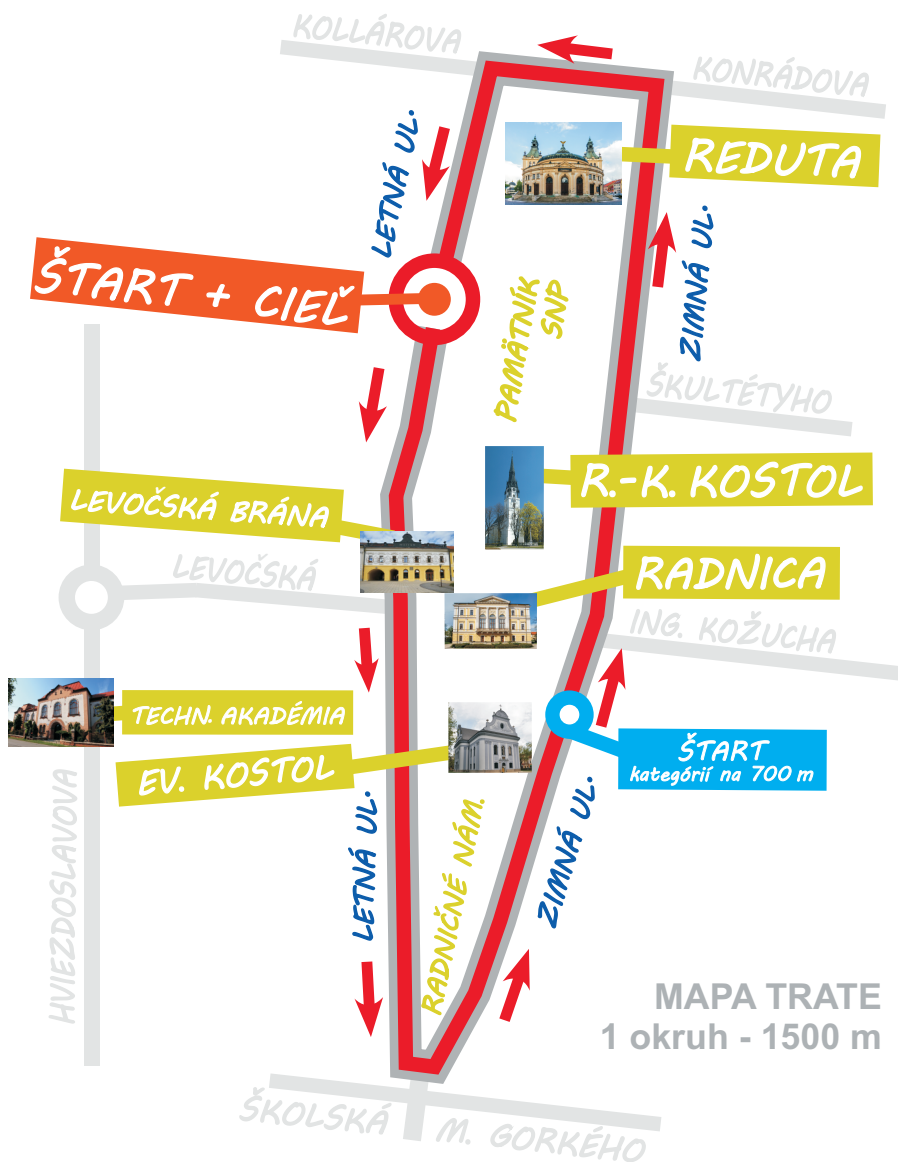 KOLLÁROVA
KONRÁDOVA
LETNÁ UL.
REDUTA
ZIMNÁ UL.
ŠTART + CIEĽ
PAMÄTNÍK
SNP
ŠKULTÉTYHO
R.-K. KOSTOL
LEVOČSKÁ BRÁNA
LEVOČSKÁ
RADNICA
ING. KOŽUCHA
TECHN. AKADÉMIA
EV. KOSTOL
ŠTART
kategórií na 700 m
HVIEZDOSLAVOVA
LETNÁ UL.
RADNIČNÉ NÁM.
ZIMNÁ UL.
MAPA TRATE
1 okruh - 1500 m
ŠKOLSKÁ
M. GORKÉHO